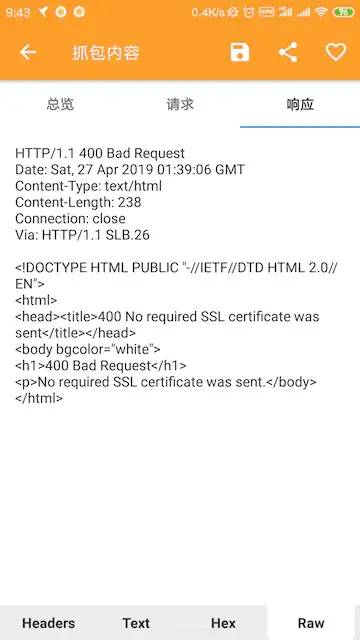 9:43 0.4K/s VPN 96
抓包内容
总览 请求 响应
HTTP/1.1 400 Bad Request
Date: Sat, 27 Apr 2019 01:39:06 GMT
Content-Type: text/html
Content-Length: 238
Connection: close
Via: HTTP/1.1 SLB.26
<!DOCTYPE HTML PUBLIC "-//IETF//DTD HTML 2.0//
EN">
<html>
<head><title>400 No required SSL certificate was
sent</title></head>
<body bgcolor="white">
<h1>400 Bad Request</h1>
<p>No required SSL certificate was sent.</body>
</html>
Headers Text Hex Raw